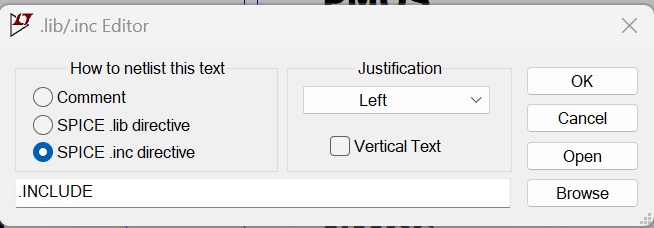 .lib/.inc Editor
How to netlist this text
Comment
SPICE .lib directive
SPICE .inc directive
Justification
Left
Vertical Text
OK
Cancel
Open
Browse
.INCLUDE